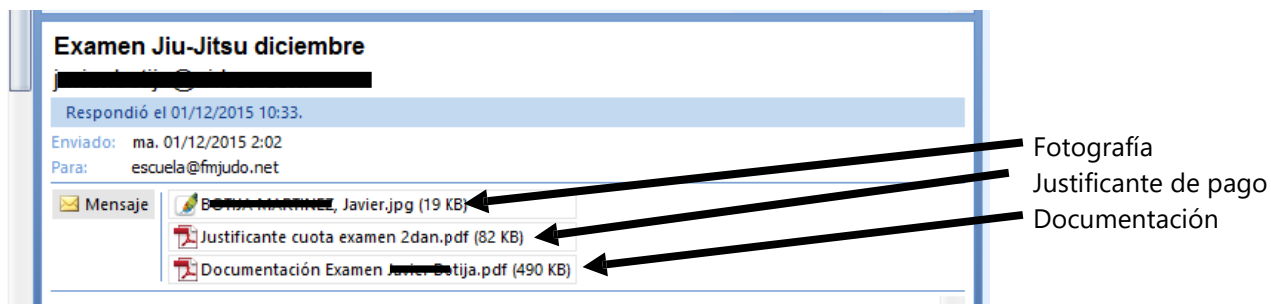 Examen Jiu-Jitsu diciembre
Respondió el 01/12/2015 10:33.
Enviado: ma. 01/12/2015 2:02
Para: escuela@fmjudo.net
Mensaje
, Javier.jpg (19 KB)
Justificante cuota examen 2dan.pdf (82 KB)
Documentación Examen .pdf (490 KB)
Fotografía
Justificante de pago
Documentación